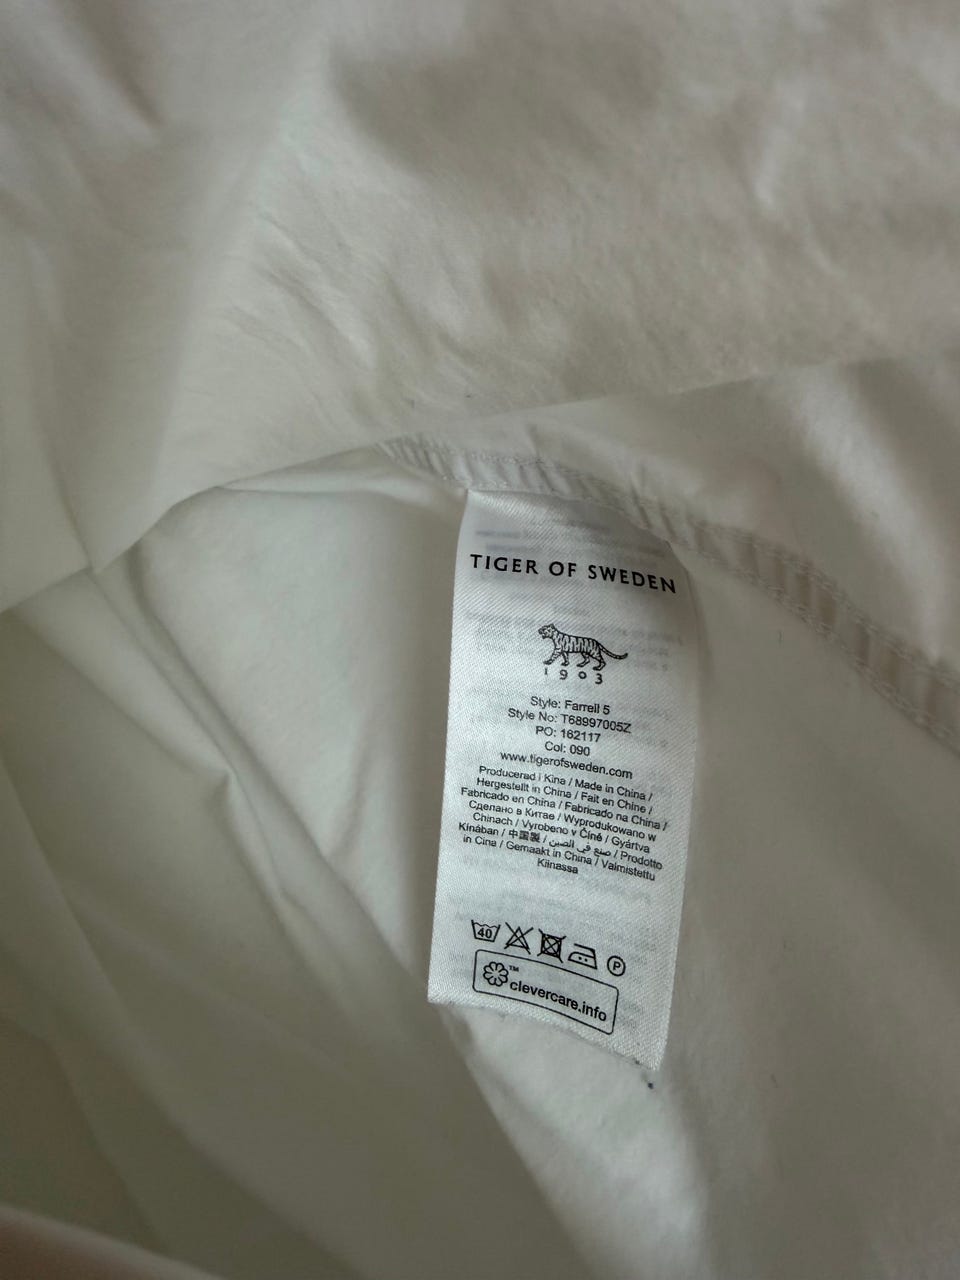 TIGER OF SWEDEN
1903
Style: Farrell 5
Style No: T68997005Z
PO: 162117
Col: 090
www.tigerofsweden.com
Producerad i Kina / Made in China /
Hergestellt in China / Fait en Chine /
Fabricado en China / Fabricado na China /
Сделано в Китае / Wyprodukowano w
Chinach / Vyrobeno v Číně / Gyártva
Kínában / 中国製 / صنع في الصين / Prodotto
in Cina / Gemaakt in China / Valmistettu
Kiinassa
40 P
™
clevercare.info